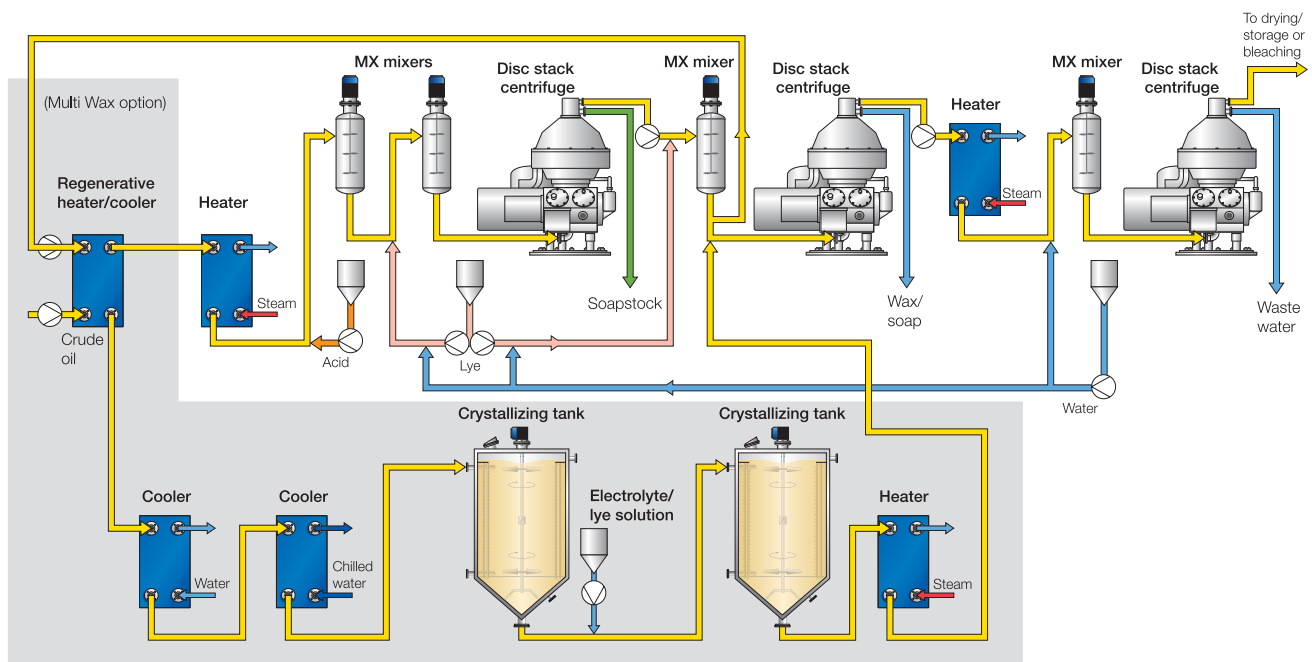 To drying/
storage or
bleaching
MX mixers
Disc stack
centrifuge
MX mixer
Disc stack
centrifuge
Heater
MX mixer
Disc stack
centrifuge
(Multi Wax option)
Regenerative
heater/cooler
Heater
Steam
Steam
Crude
oil
Acid
Lye
Soapstock
Wax/
soap
Waste
water
Water
Crystallizing tank
Crystallizing tank
Cooler
Cooler
Electrolyte/
lye solution
Heater
Water
Chilled
water
Steam